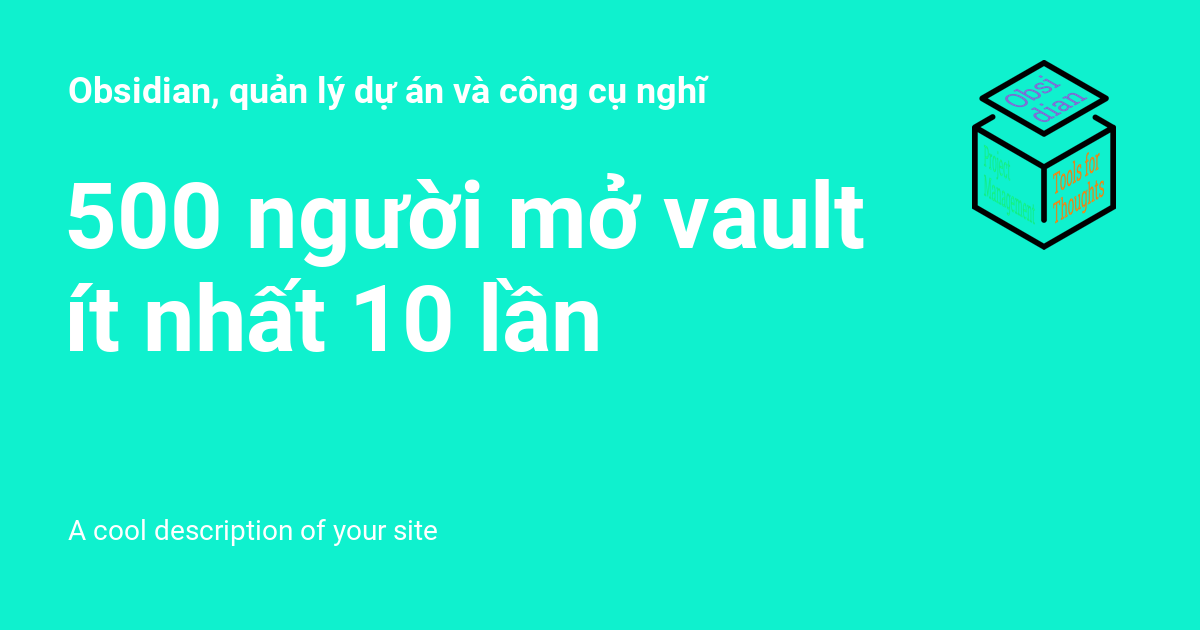 Obsidian, quản lý dự án và công cụ nghĩ
500 người mở vault
ít nhất 10 lần
Obsi
dian
Project
Management
Tools for
Thoughts
A cool description of your site